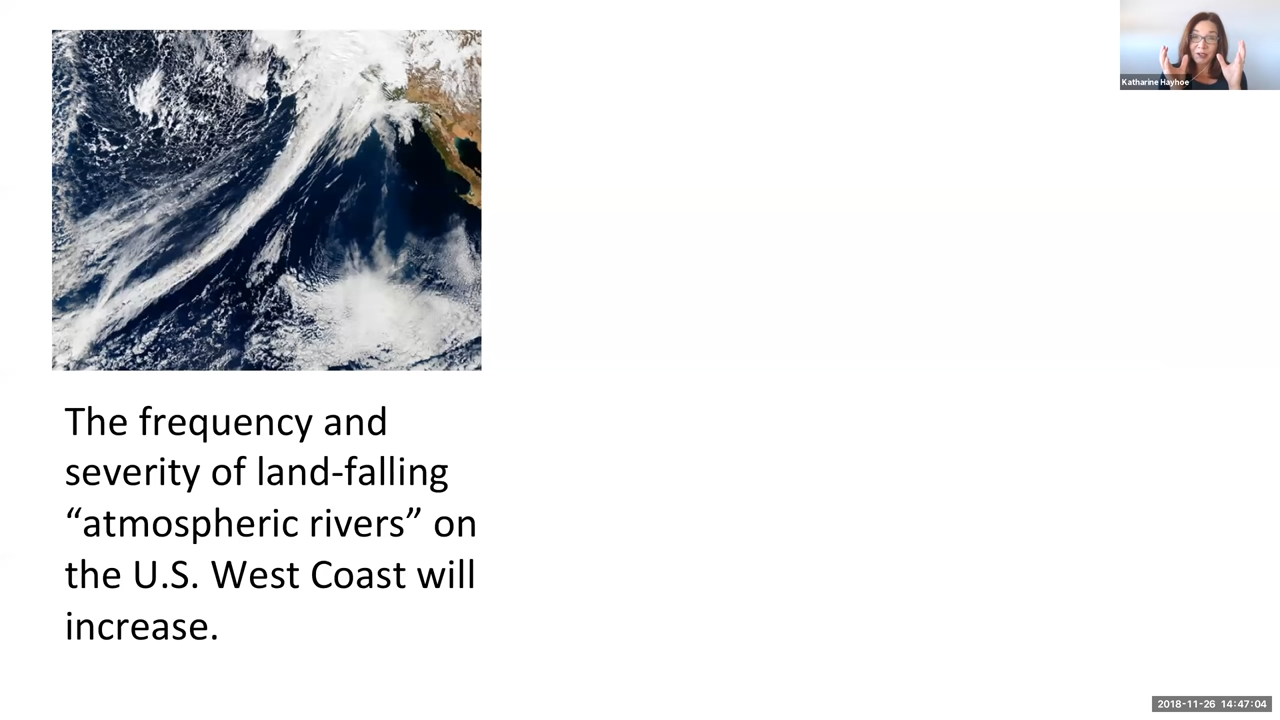 Katharine Hayhoe
The frequency and
severity of land-falling
“atmospheric rivers” on
the U.S. West Coast will
increase.
2018-11-26 14:47:04